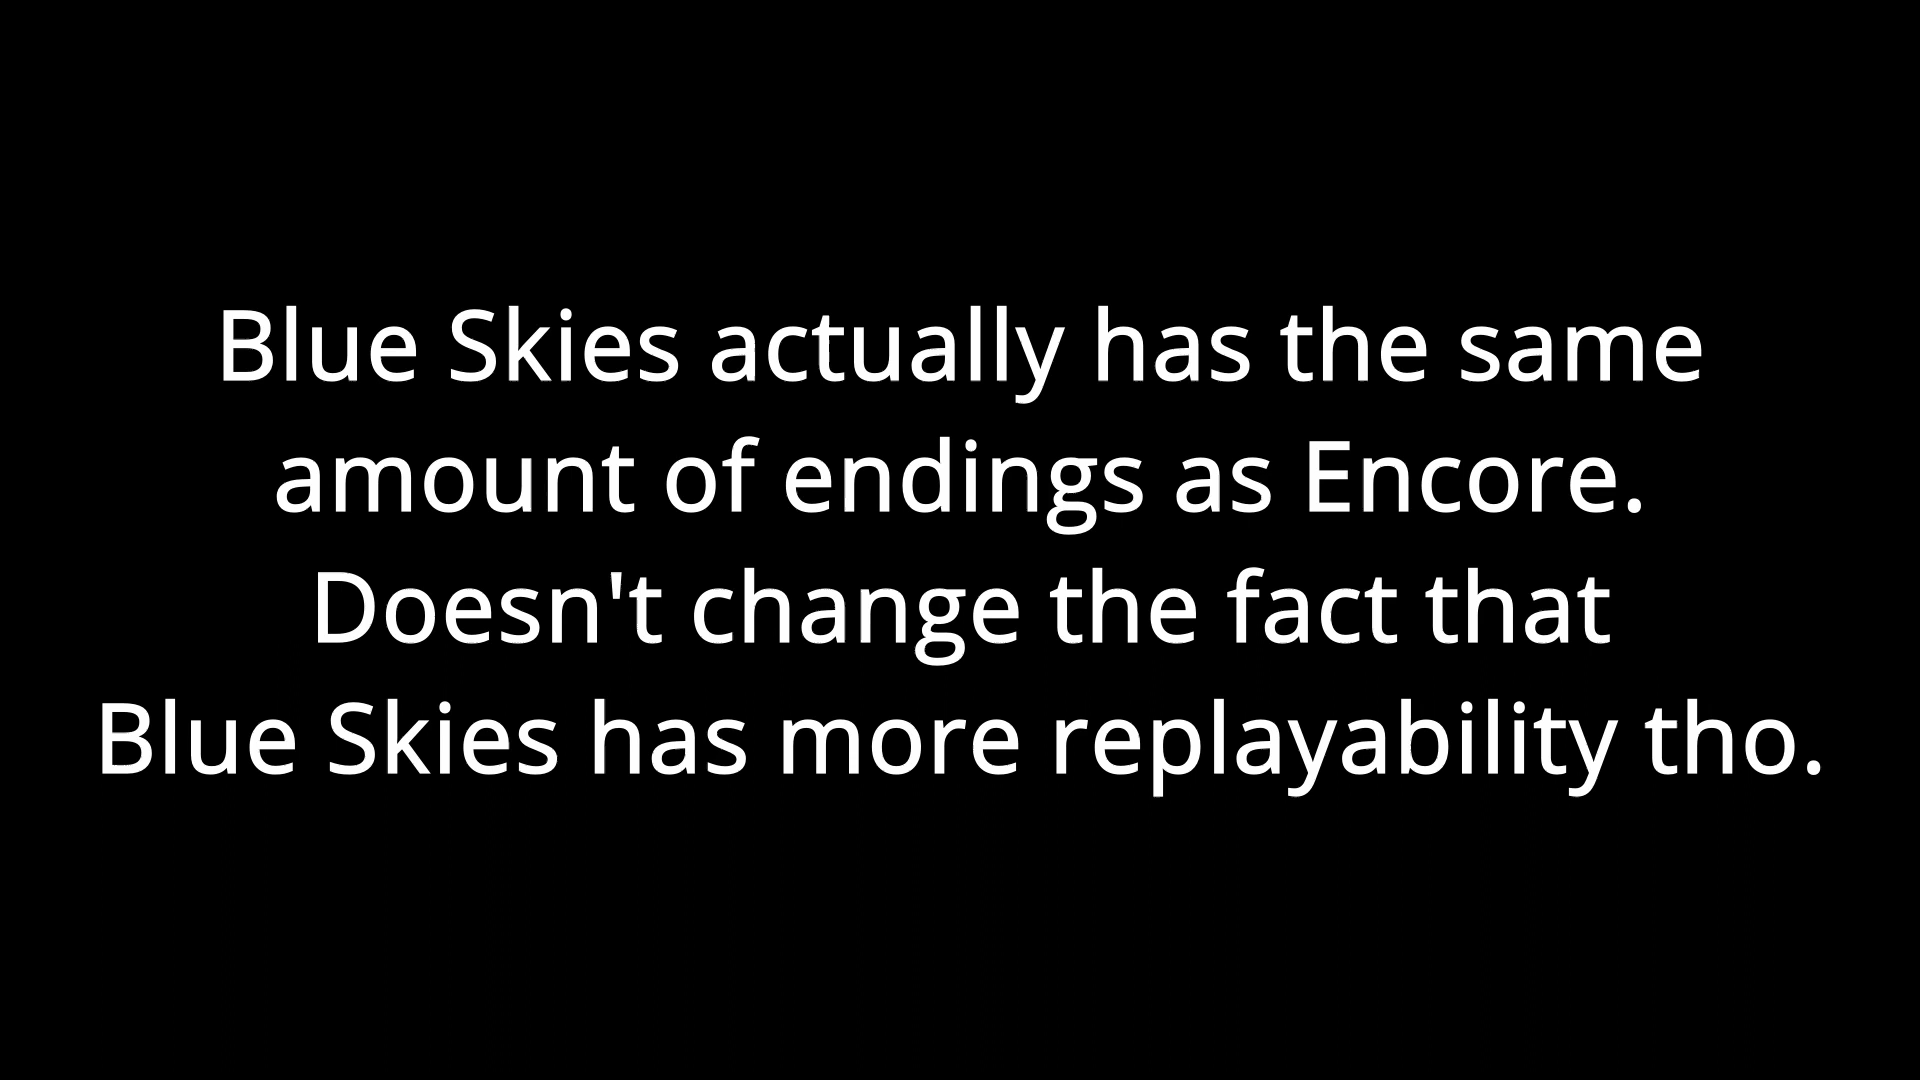 Blue Skies actually has the same
amount of endings as Encore.
Doesn't change the fact that
Blue Skies has more replayability tho.